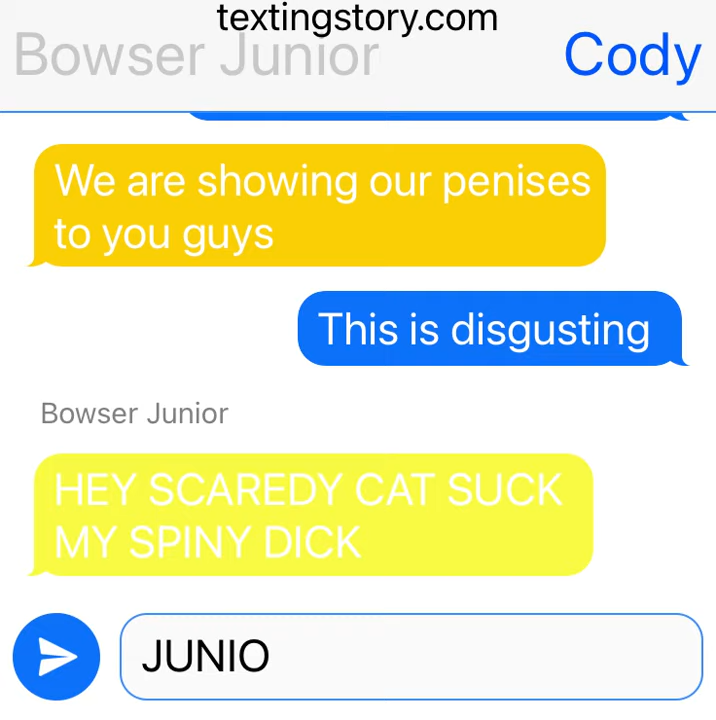 textingstory.com
Bowser Junior
Cody
We are showing our penises
to you guys
This is disgusting
Bowser Junior
HEY SCAREDY CAT SUCK
MY SPINY DICK
JUNIO